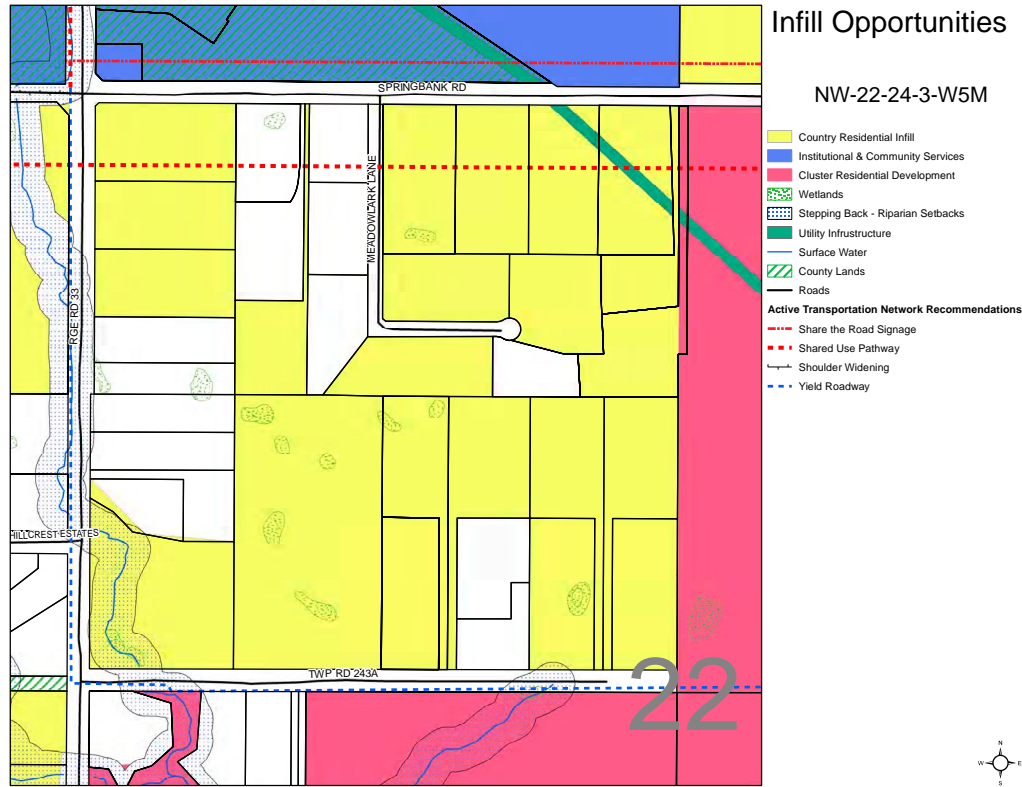 Infill Opportunities
NW-22-24-3-W5M
Country Residential Infill
Institutional & Community Services
Cluster Residential Development
Wetlands
Stepping Back - Riparian Setbacks
Utility Infrustructure
Surface Water
County Lands
Roads
Active Transportation Network Recommendations
Share the Road Signage
Shared Use Pathway
Shoulder Widening
Yield Roadway
SPRINGBANK RD
MEADOWLARK LANE
RGE RD 33
HILLCREST ESTATES
TWP RD 243A
22
N
W
E
S